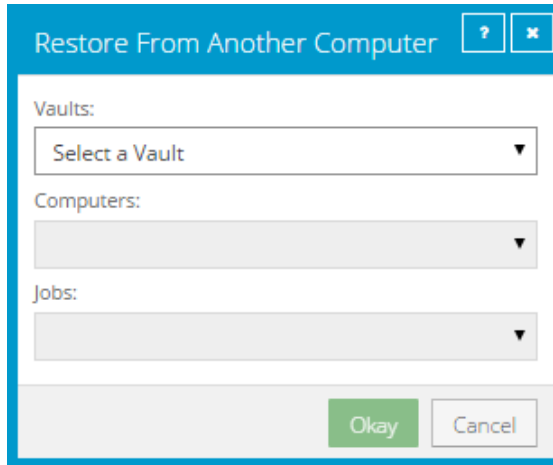 Restore From Another Computer ? ×
Vaults:
Select a Vault
Computers:
Jobs:
Okay Cancel